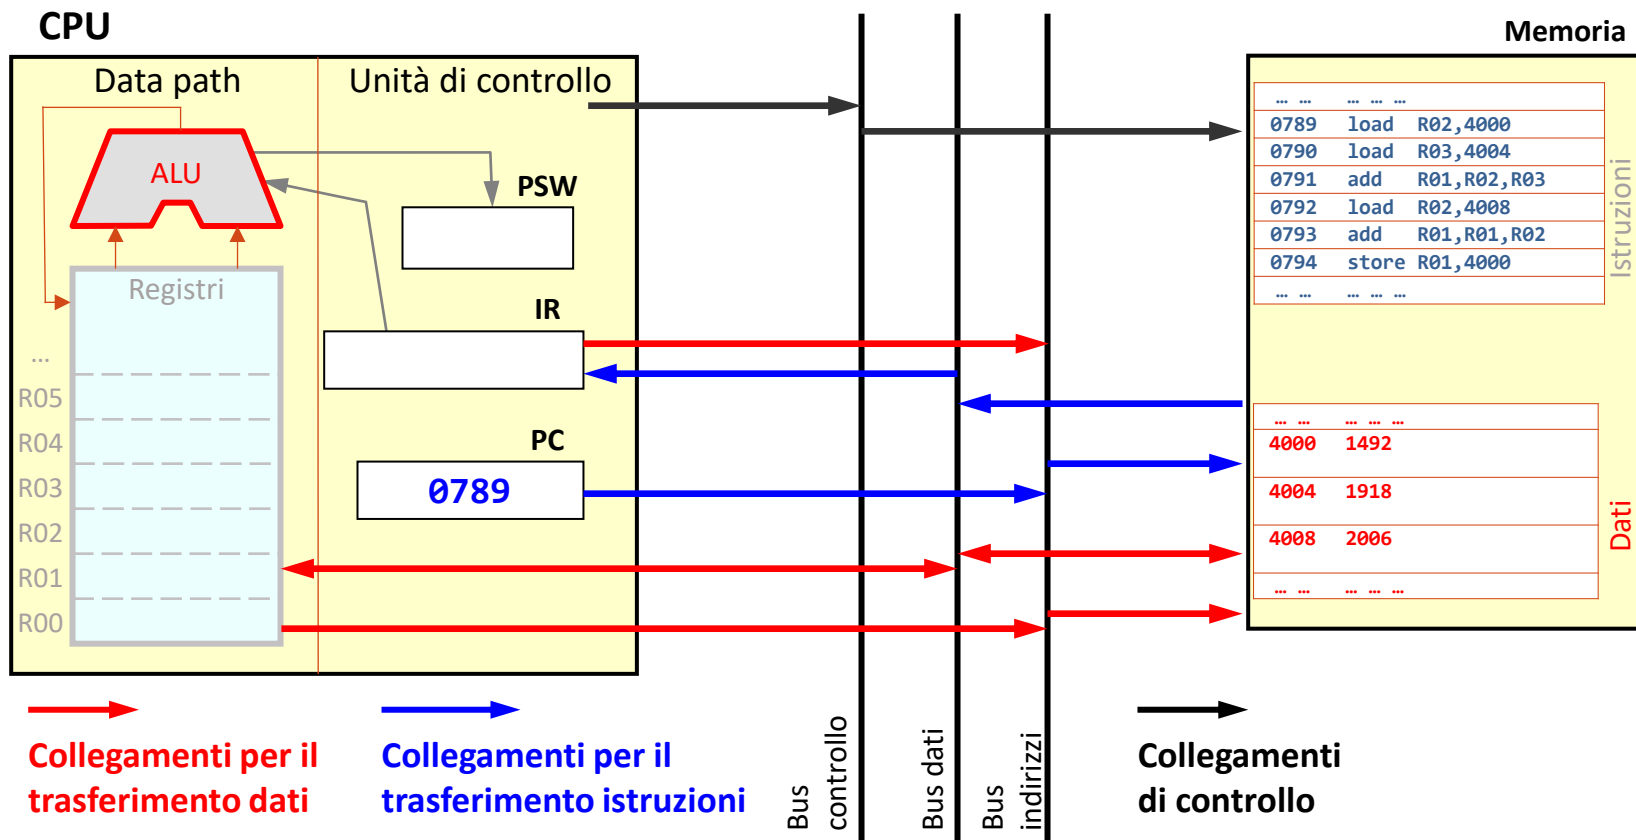 CPU
Memoria
Data path
Unità di controllo
ALU
PSW
Registri
IR
...
R05
R04
R03
R02
R01
R00
PC
0789
… … … … …
0789 load R02,4000
0790 load R03,4004
0791 add R01,R02,R03
0792 load R02,4008
0793 add R01,R01,R02
0794 store R01,4000
… … … … …
Istruzioni
… … … … …
4000 1492
4004 1918
4008 2006
… … … … …
Dati
Collegamenti per il
trasferimento dati
Collegamenti per il
trasferimento istruzioni
Bus
controllo
Bus dati
Bus
indirizzi
Collegamenti
di controllo